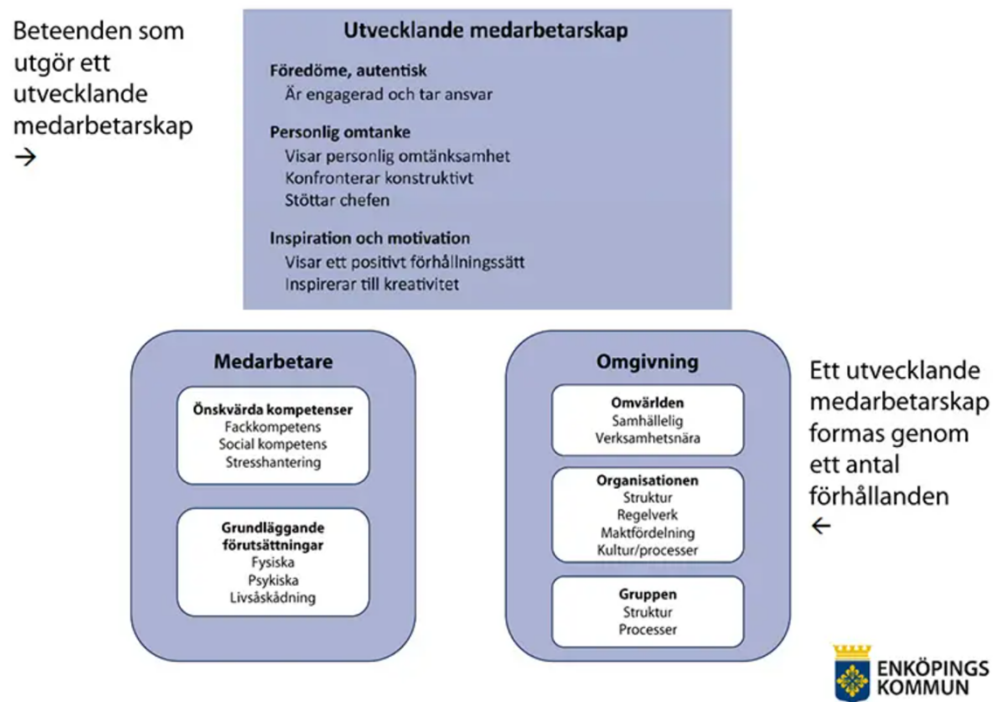 Beteenden som
utgör ett
utvecklande
medarbetarskap
→
Utvecklande medarbetarskap
Föredöme, autentisk
Är engagerad och tar ansvar
Personlig omtanke
Visar personlig omtänksamhet
Konfronterar konstruktivt
Stöttar chefen
Inspiration och motivation
Visar ett positivt förhållningssätt
Inspirerar till kreativitet
Medarbetare
Önskvärda kompetenser
Fackkompetens
Social kompetens
Stresshantering
Grundläggande
förutsättningar
Fysiska
Psykiska
Livsåskådning
Omgivning
Omvärlden
Samhällelig
Verksamhetsnära
Organisationen
Struktur
Regelverk
Maktfördelning
Kultur/processer
Gruppen
Struktur
Processer
Ett utvecklande
medarbetarskap
formas genom
ett antal
förhållanden
←
ENKÖPINGS
KOMMUN